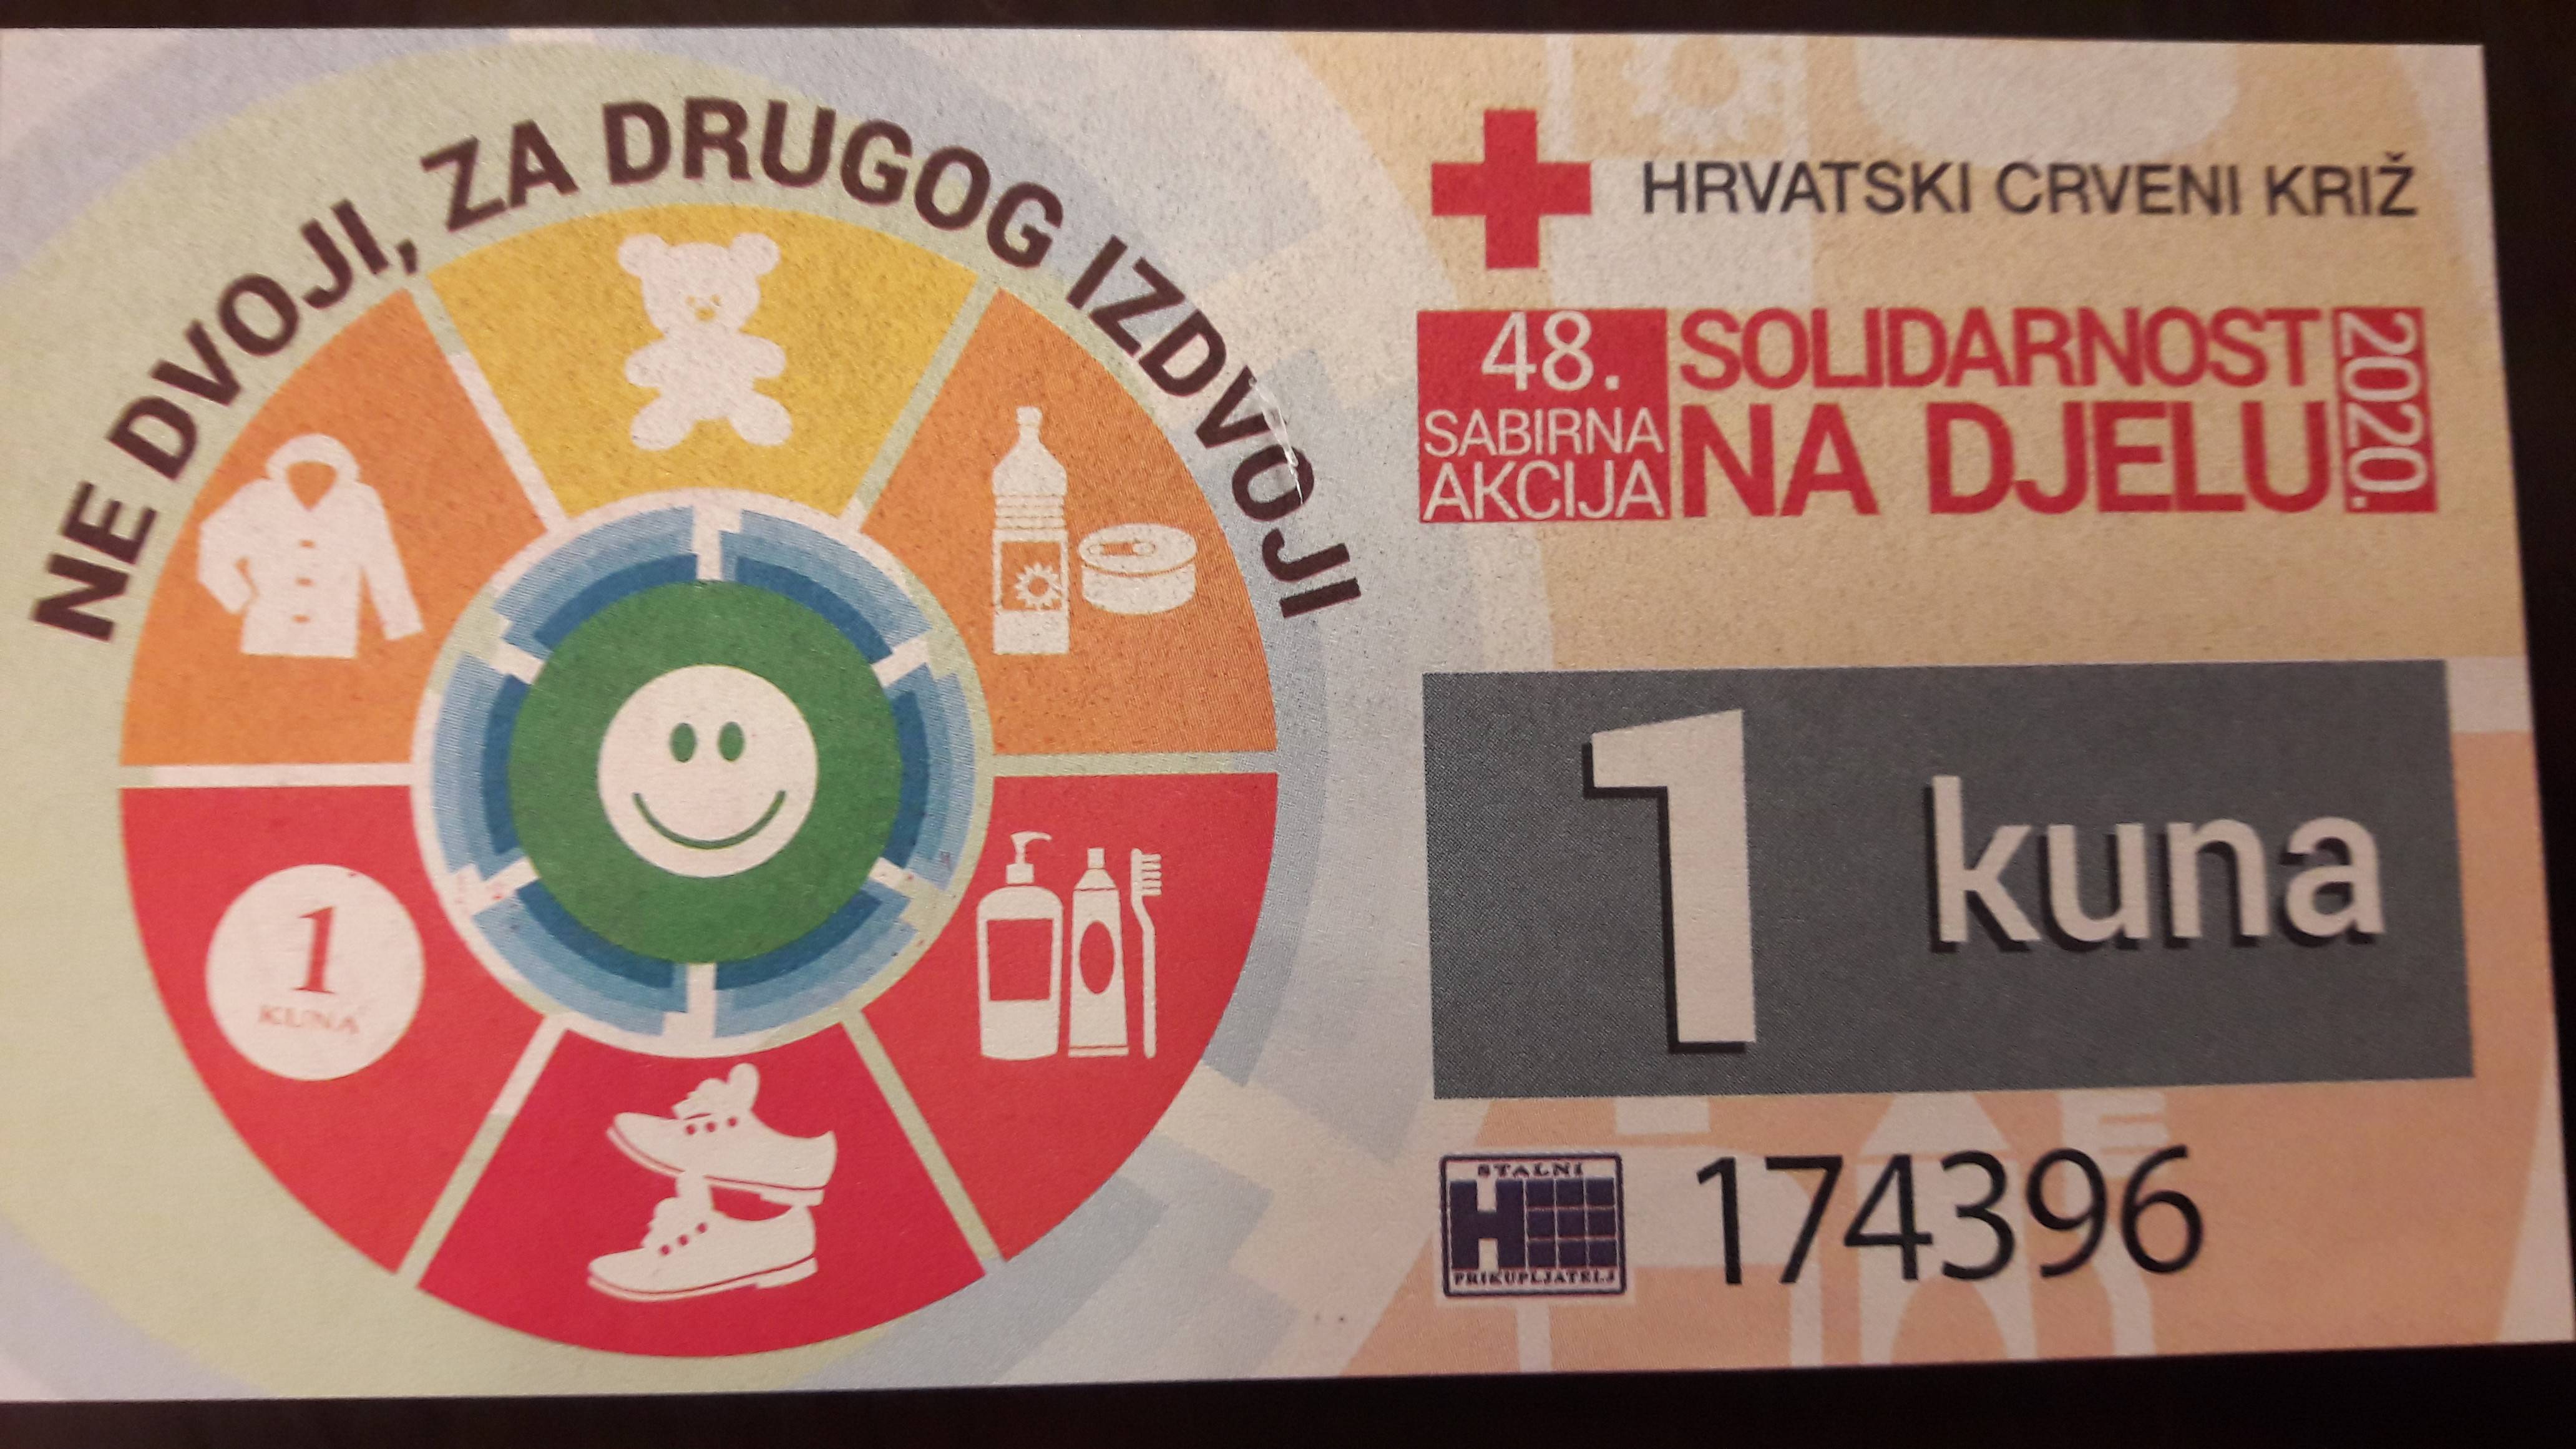 NE DVOJI, ZA DRUGOG IZDVOJI
1
KUNA
HRVATSKI CRVENI KRIŽ
48.
SABIRNA
AKCIJA
SOLIDARNOST
NA DJELU
2020.
1 kuna
STALNI
H
PRIKUPLJATELJ
174396